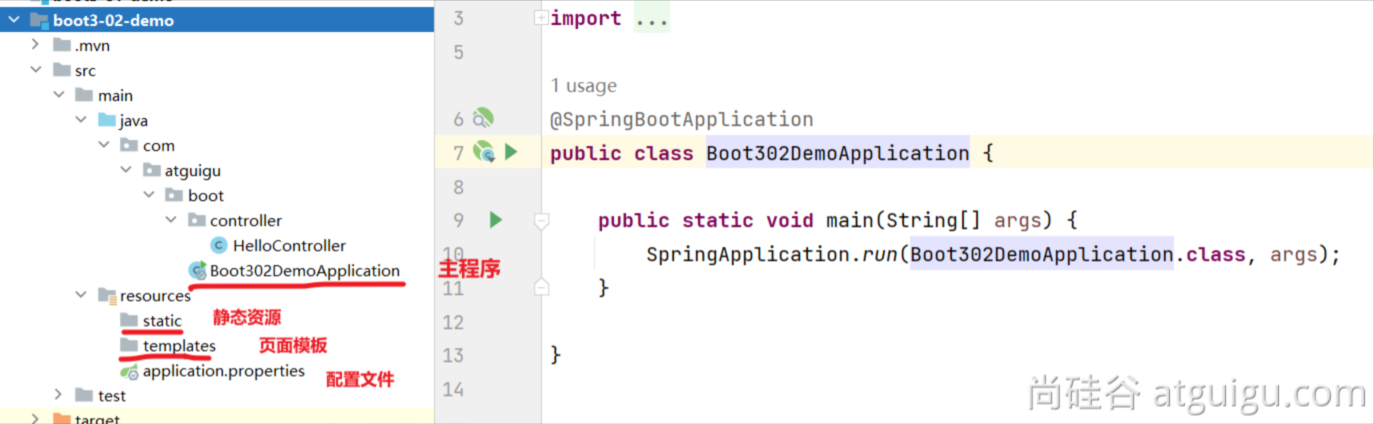 boot3-02-demo
.mvn
src
main
java
com
atguigu
boot
controller
HelloController
Boot302DemoApplication 主程序
resources
static 静态资源
templates 页面模板
application.properties 配置文件
test
target
3 import ...
5
1 usage
6 @SpringBootApplication
7 public class Boot302DemoApplication {
8
9 public static void main(String[] args) {
10 SpringApplication.run(Boot302DemoApplication.class, args);
11 }
12
13 }
14
尚硅谷 atguigu.com